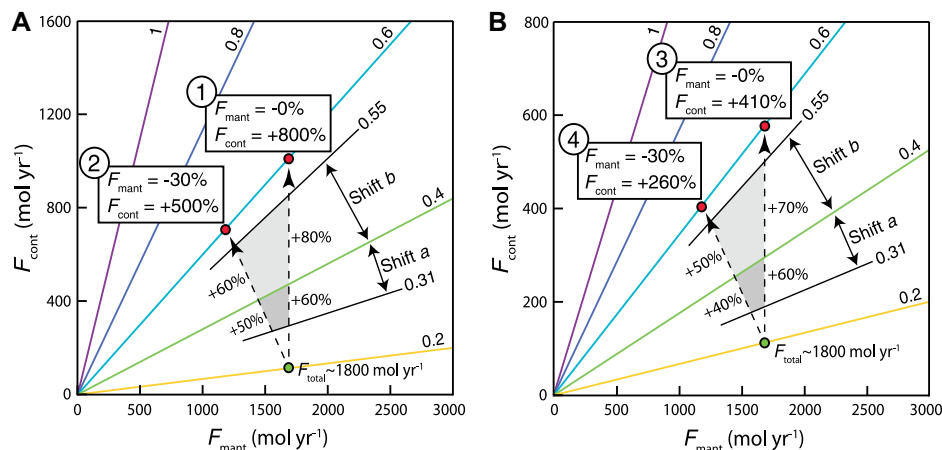 A
1600
1200
800
400
0
F_cont (mol yr⁻¹)
1
0.8
0.6
0.55
0.4
0.31
0.2
1
F_mant = -0%
F_cont = +800%
2
F_mant = -30%
F_cont = +500%
Shift b
Shift a
+80%
+60%
+60%
+50%
F_total~1800 mol yr⁻¹
0 500 1000 1500 2000 2500 3000
F_mant (mol yr⁻¹)
B
800
600
400
200
0
F_cont (mol yr⁻¹)
1
0.8
0.6
0.55
0.4
0.31
0.2
3
F_mant = -0%
F_cont = +410%
4
F_mant = -30%
F_cont = +260%
Shift b
Shift a
+70%
+50%
+60%
+40%
F_total~1800 mol yr⁻¹
0 500 1000 1500 2000 2500 3000
F_mant (mol yr⁻¹)